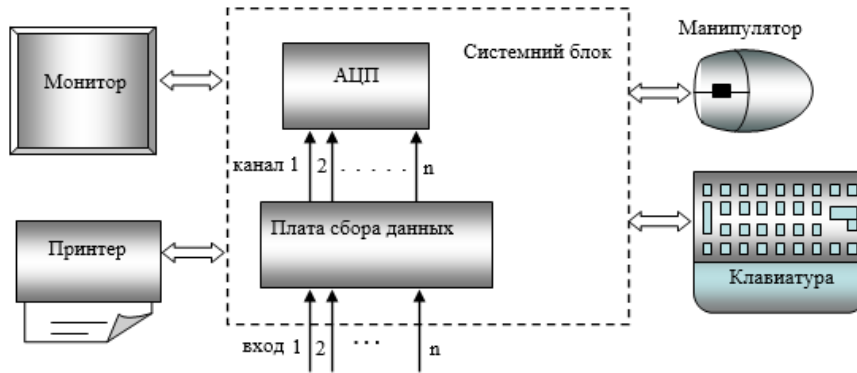 Манипулятор
Системний блок
Монитор
АЦП
канал 1 2 . . . . . n
Принтер
Плата сбора данных
Клавиатура
вход 1 2 ... n